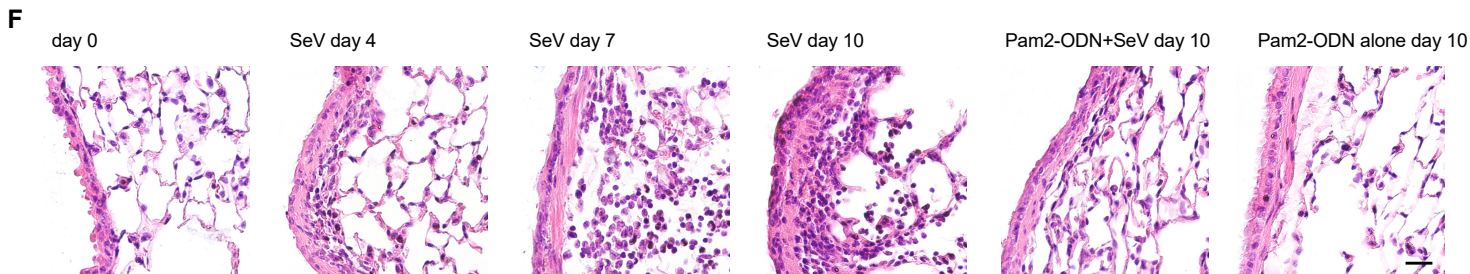 F
day 0
SeV day 4
SeV day 7
SeV day 10
Pam2-ODN+SeV day 10
Pam2-ODN alone day 10